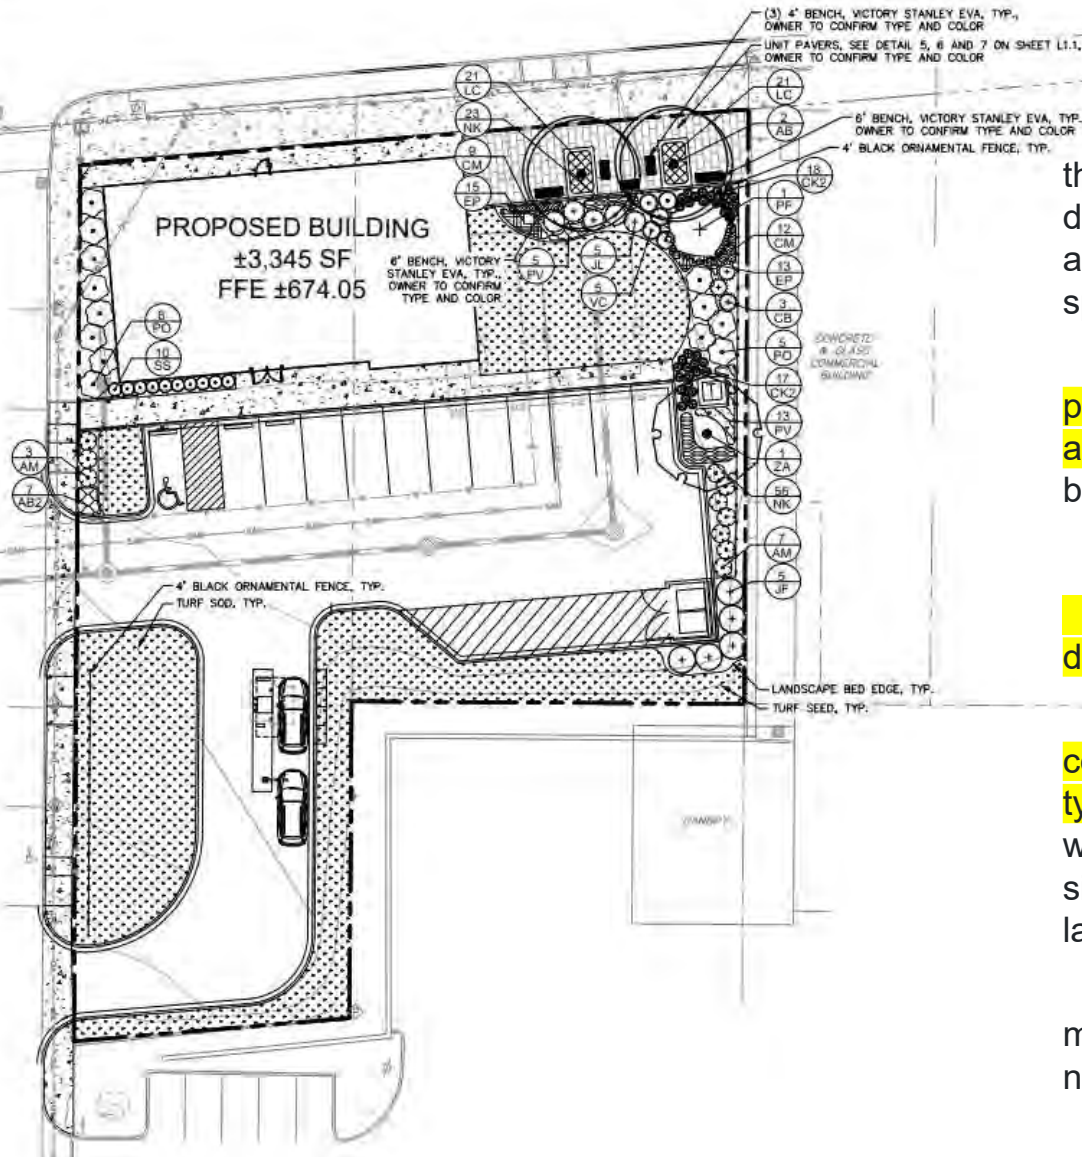 (3) 4' BENCH, VICTORY STANLEY EVA, TYP.,
OWNER TO CONFIRM TYPE AND COLOR
UNIT PAVERS, SEE DETAIL 5, 6 AND 7 ON SHEET L1.1,
OWNER TO CONFIRM TYPE AND COLOR
21
LC
23
NK
9
CM
15
EP
21
LC
2
AB
6' BENCH, VICTORY STANLEY EVA, TYP.
OWNER TO CONFIRM TYPE AND COLOR
4' BLACK ORNAMENTAL FENCE, TYP.
18
CK2
1
PF
12
CM
13
EP
3
CB
5
PO
17
CK2
13
PV
1
ZA
56
NK
7
AM
5
JF
PROPOSED BUILDING
±3,345 SF
FFE ±674.05
6' BENCH, VICTORY
STANLEY EVA, TYP.,
OWNER TO CONFIRM
TYPE AND COLOR
5
PV
5
JL
5
VC
8
PO
10
SS
CONCRETE
& GLASS
COMMERCIAL
BUILDING
3
AM
7
AB2
4' BLACK ORNAMENTAL FENCE, TYP.
TURF SOD, TYP.
LANDSCAPE BED EDGE, TYP.
TURF SEED, TYP.
CANOPY
th
d
a
s
p
a
b
d
ty
w
s
la
m
n